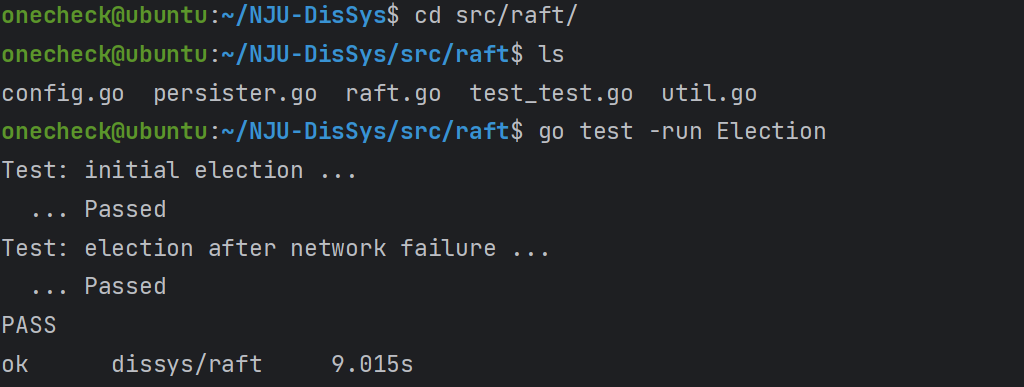 onecheck@ubuntu:~/NJU-DisSys$ cd src/raft/
onecheck@ubuntu:~/NJU-DisSys/src/raft$ ls
config.go  persister.go  raft.go  test_test.go  util.go
onecheck@ubuntu:~/NJU-DisSys/src/raft$ go test -run Election
Test: initial election ...
  ... Passed
Test: election after network failure ...
  ... Passed
PASS
ok      dissys/raft     9.015s